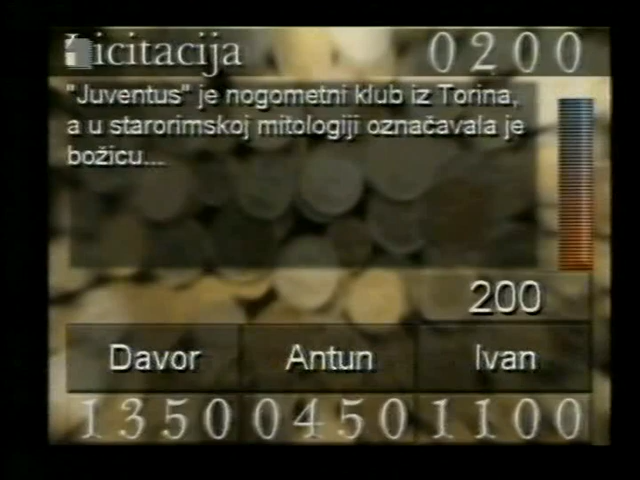 Licitacija 0200
"Juventus" je nogometni klub iz Torina,
a u starorimskoj mitologiji označavala je
božicu...
200
Davor Antun Ivan
1350 0450 1100